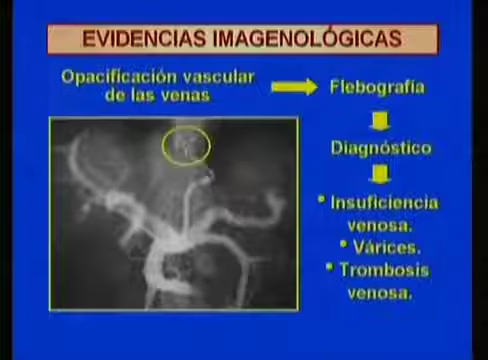 EVIDENCIAS IMAGENOLÓGICAS
Opacificación vascular
de las venas
Flebografía
Diagnóstico
• Insuficiencia
venosa.
• Várices.
• Trombosis
venosa.